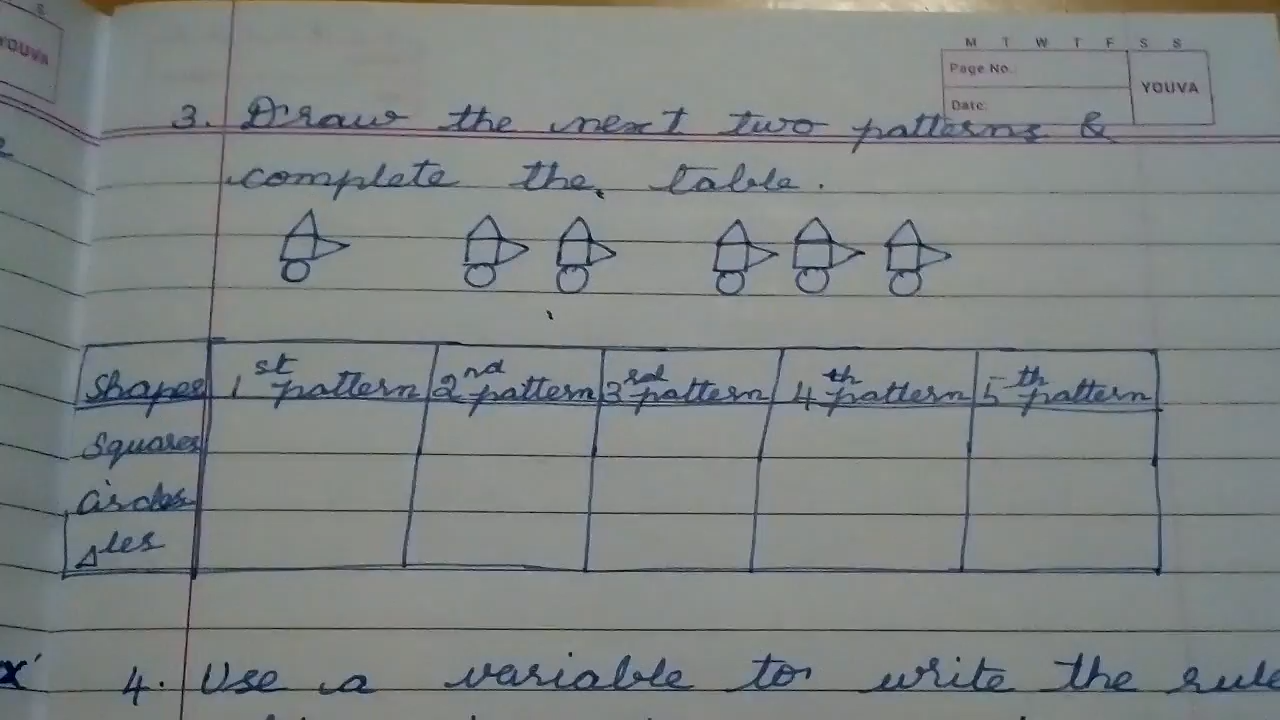 S
YOUVA
M T W T F S S
Page No.
YOUVA
Date:
3. Draw the next two patterns &
complete the table.
Shapes 1st pattern 2nd pattern 3rd pattern 4th pattern 5th pattern
Squares
Circles
Δles
x'
4. Use a variable to write the rule